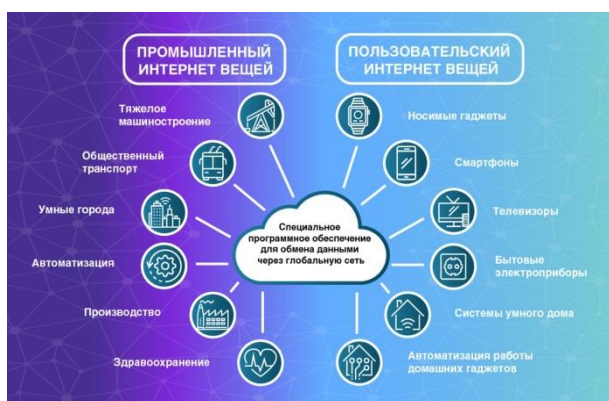 ПРОМЫШЛЕННЫЙ
ИНТЕРНЕТ ВЕЩЕЙ
ПОЛЬЗОВАТЕЛЬСКИЙ
ИНТЕРНЕТ ВЕЩЕЙ
Тяжелое
машиностроение
Общественный
транспорт
Умные города
Автоматизация
Производство
Здравоохранение
Специальное
программное обеспечение
для обмена данными
через глобальную сеть
Носимые гаджеты
Смартфоны
Телевизоры
Бытовые
электроприборы
Системы умного дома
Автоматизация работы
домашних гаджетов